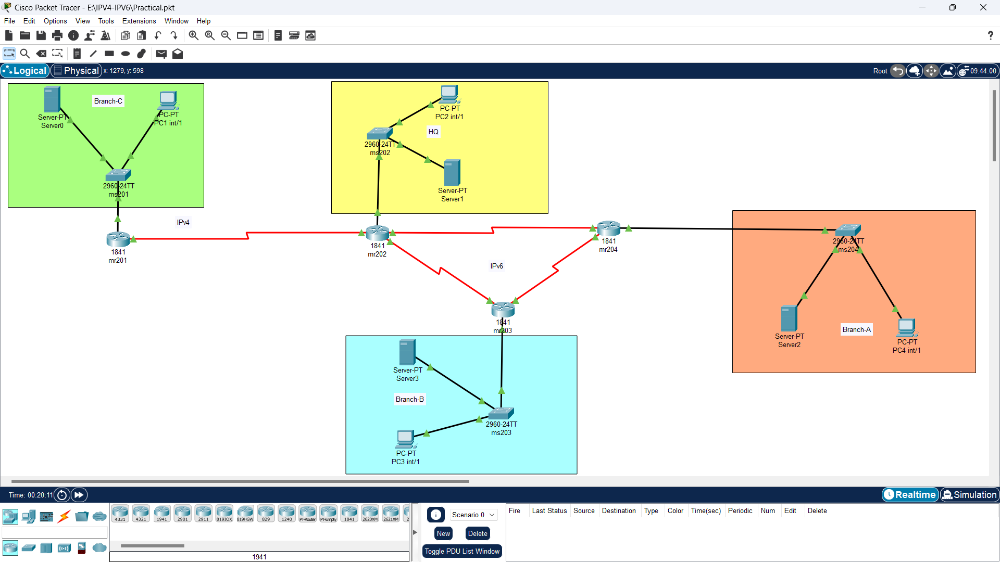 Cisco Packet Tracer - E:\IPV4-IPV6\Practical.pkt
File Edit Options View Tools Extensions Window Help
?
Logical Physical x: 1279, y: 598 Root 09:44:00
Branch-C
Server-PT
Server0
PC-PT
PC1 int/1
2960-24TT
ms201
IPv4
1841
mr201
PC-PT
PC2 int/1
HQ
2960-24TT
ms202
Server-PT
Server1
1841
mr202
1841
mr204
IPv6
1841
mr203
2960-24TT
ms204
Server-PT
Server2
Branch-A
PC-PT
PC4 int/1
Server-PT
Server3
Branch-B
2960-24TT
ms203
PC-PT
PC3 int/1
Time: 00:20:11 Realtime Simulation
4331 4321 1941 2901 2911 819IOX 819HGW 829 1240 PT-Router PT-Empty 1841 2620XM 2621XM
1941
Scenario 0
New Delete
Toggle PDU List Window
Fire Last Status Source Destination Type Color Time(sec) Periodic Num Edit Delete